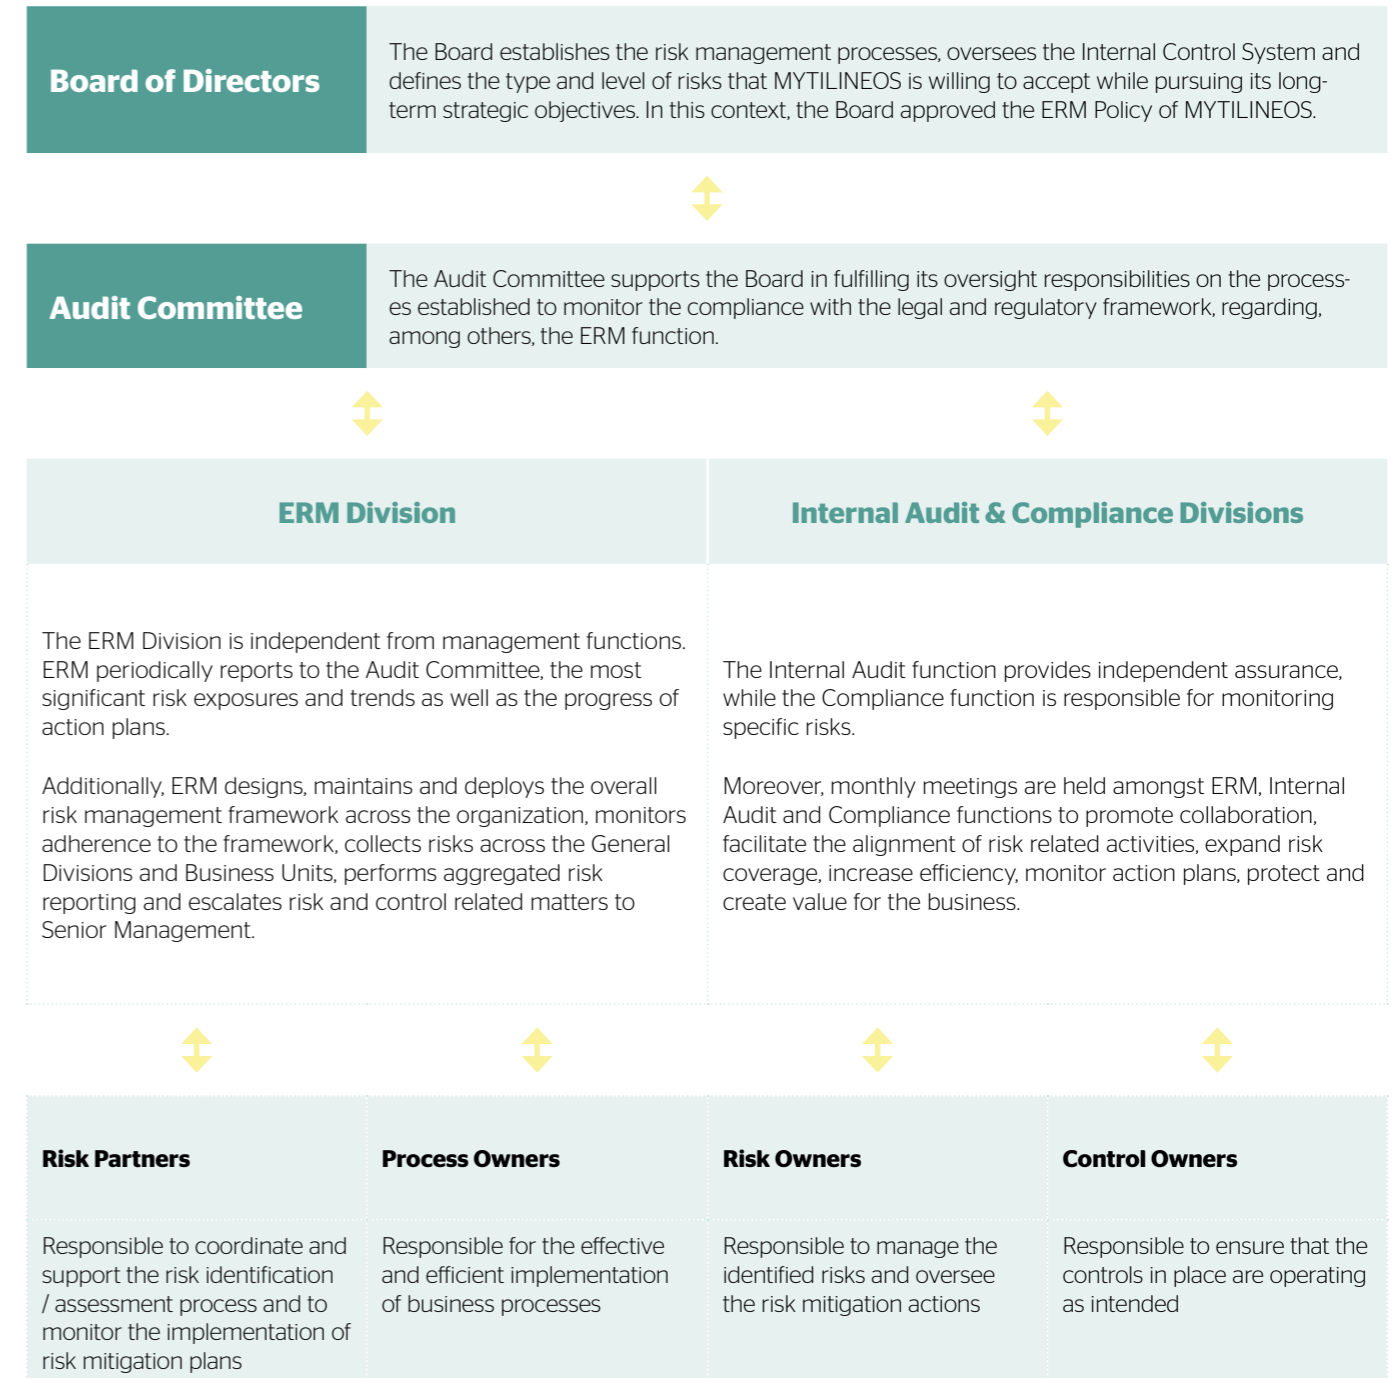 Board of Directors
The Board establishes the risk management processes, oversees the Internal Control System and
defines the type and level of risks that MYTILINEOS is willing to accept while pursuing its long-
term strategic objectives. In this context, the Board approved the ERM Policy of MYTILINEOS.
Audit Committee
The Audit Committee supports the Board in fulfilling its oversight responsibilities on the process-
es established to monitor the compliance with the legal and regulatory framework, regarding,
among others, the ERM function.
ERM Division
The ERM Division is independent from management functions.
ERM periodically reports to the Audit Committee, the most
significant risk exposures and trends as well as the progress of
action plans.
Additionally, ERM designs, maintains and deploys the overall
risk management framework across the organization, monitors
adherence to the framework, collects risks across the General
Divisions and Business Units, performs aggregated risk
reporting and escalates risk and control related matters to
Senior Management.
Internal Audit & Compliance Divisions
The Internal Audit function provides independent assurance,
while the Compliance function is responsible for monitoring
specific risks.
Moreover, monthly meetings are held amongst ERM, Internal
Audit and Compliance functions to promote collaboration,
facilitate the alignment of risk related activities, expand risk
coverage, increase efficiency, monitor action plans, protect and
create value for the business.
Risk Partners
Responsible to coordinate and
support the risk identification
/ assessment process and to
monitor the implementation of
risk mitigation plans
Process Owners
Responsible for the effective
and efficient implementation
of business processes
Risk Owners
Responsible to manage the
identified risks and oversee
the risk mitigation actions
Control Owners
Responsible to ensure that the
controls in place are operating
as intended